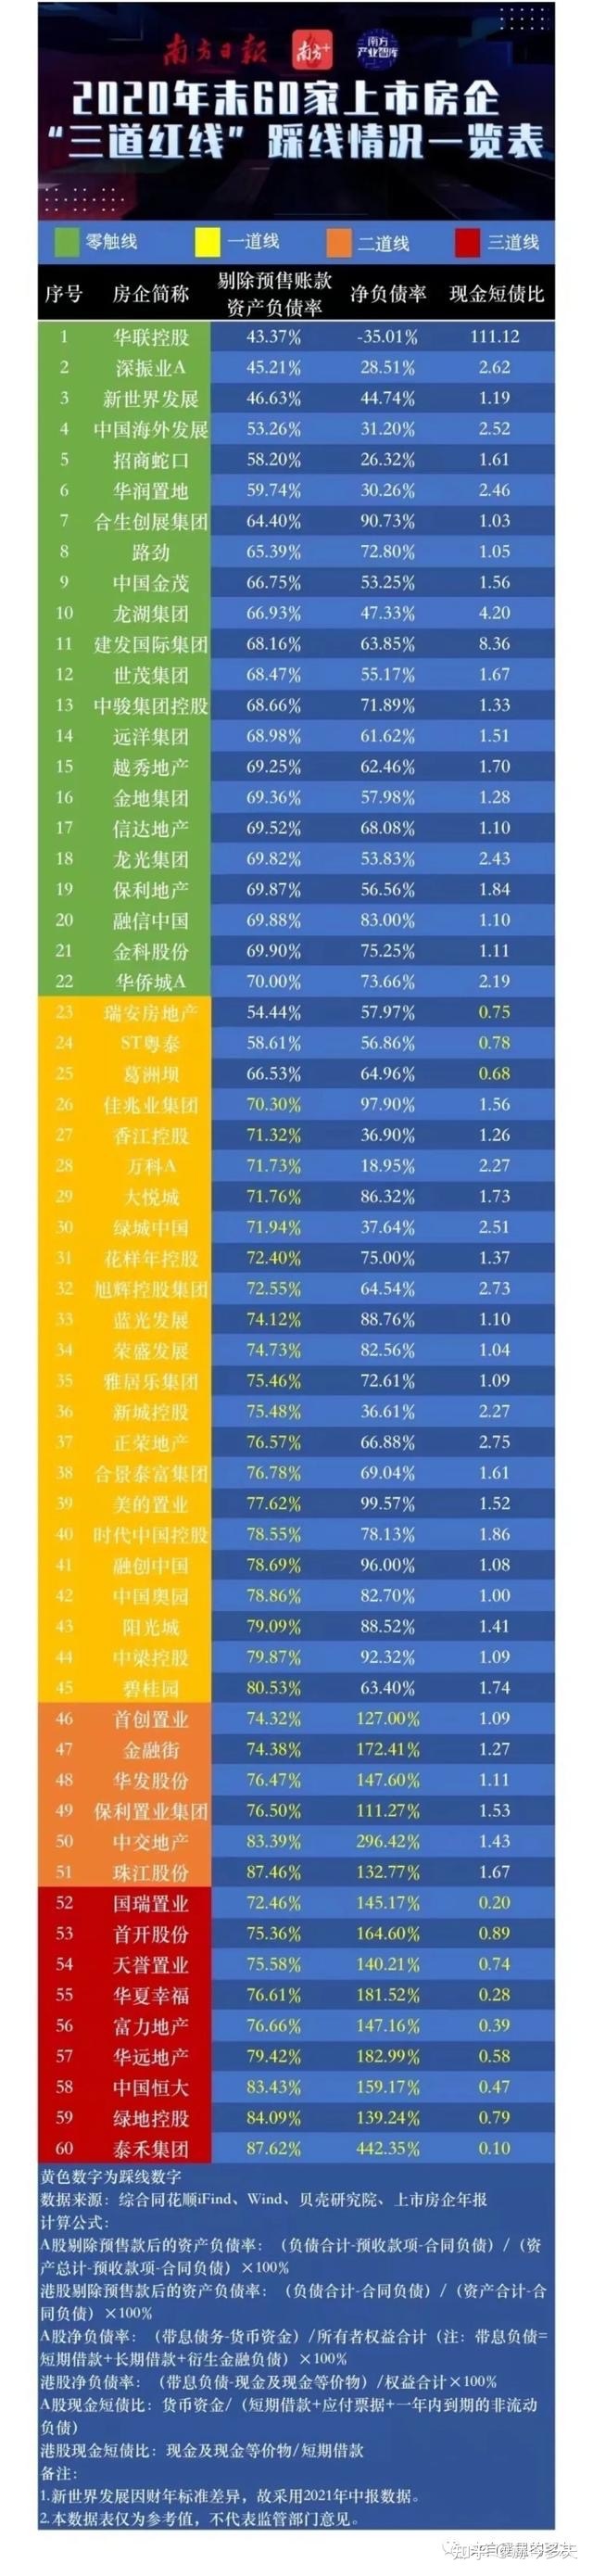 南方日报 南方+ 南方产业智库
2020年末60家上市房企
“三道红线”踩线情况一览表
零触线 一道线 二道线 三道线
序号 房企简称 剔除预售账款资产负债率 净负债率 现金短债比
1 华联控股 43.37% -35.01% 111.12
2 深振业A 45.21% 28.51% 2.62
3 新世界发展 46.63% 44.74% 1.19
4 中国海外发展 53.26% 31.20% 2.52
5 招商蛇口 58.20% 26.32% 1.61
6 华润置地 59.74% 30.26% 2.46
7 合生创展集团 64.40% 90.73% 1.03
8 路劲 65.39% 72.80% 1.05
9 中国金茂 66.75% 53.25% 1.56
10 龙湖集团 66.93% 47.33% 4.20
11 建发国际集团 68.16% 63.85% 8.36
12 世茂集团 68.47% 55.17% 1.67
13 中骏集团控股 68.66% 71.89% 1.33
14 远洋集团 68.98% 61.62% 1.51
15 越秀地产 69.25% 62.46% 1.70
16 金地集团 69.36% 57.98% 1.28
17 信达地产 69.52% 68.08% 1.10
18 龙光集团 69.82% 53.83% 2.43
19 保利地产 69.87% 56.56% 1.84
20 融信中国 69.88% 83.00% 1.10
21 金科股份 69.90% 75.25% 1.11
22 华侨城A 70.00% 73.66% 2.19
23 瑞安房地产 54.44% 57.97% 0.75
24 ST粤泰 58.61% 56.86% 0.78
25 葛洲坝 66.53% 64.96% 0.68
26 佳兆业集团 70.30% 97.90% 1.56
27 香江控股 71.32% 36.90% 1.26
28 万科A 71.73% 18.95% 2.27
29 大悦城 71.76% 86.32% 1.73
30 绿城中国 71.94% 37.64% 2.51
31 花样年控股 72.40% 75.00% 1.37
32 旭辉控股集团 72.55% 64.54% 2.73
33 蓝光发展 74.12% 88.76% 1.10
34 荣盛发展 74.73% 82.56% 1.04
35 雅居乐集团 75.46% 72.61% 1.09
36 新城控股 75.48% 36.61% 2.27
37 正荣地产 76.57% 66.88% 2.75
38 合景泰富集团 76.78% 69.04% 1.61
39 美的置业 77.62% 99.57% 1.52
40 时代中国控股 78.55% 78.13% 1.86
41 融创中国 78.69% 96.00% 1.08
42 中国奥园 78.86% 82.70% 1.00
43 阳光城 79.09% 88.52% 1.41
44 中梁控股 79.87% 92.32% 1.09
45 碧桂园 80.53% 63.40% 1.74
46 首创置业 74.32% 127.00% 1.09
47 金融街 74.38% 172.41% 1.27
48 华发股份 76.47% 147.60% 1.11
49 保利置业集团 76.50% 111.27% 1.53
50 中交地产 83.39% 296.42% 1.43
51 珠江股份 87.46% 132.77% 1.67
52 国瑞置业 72.46% 145.17% 0.20
53 首开股份 75.36% 164.60% 0.89
54 天誉置业 75.58% 140.21% 0.74
55 华夏幸福 76.61% 181.52% 0.28
56 富力地产 76.66% 147.16% 0.39
57 华远地产 79.42% 182.99% 0.58
58 中国恒大 83.43% 159.17% 0.47
59 绿地控股 84.09% 139.24% 0.79
60 泰禾集团 87.62% 442.35% 0.10
黄色数字为踩线数字
数据来源：综合同花顺iFind、Wind、贝壳研究院、上市房企年报
计算公式：
A股剔除预售款后的资产负债率：（负债合计-预收款项-合同负债）/（资
产总计-预收款项-合同负债）×100%
港股剔除预售款后的资产负债率：（负债合计-合同负债）/（资产合计-合
同负债）×100%
A股净负债率：（带息债务-货币资金）/所有者权益合计（注：带息负债=
短期借款+长期借款+衍生金融负债）×100%
港股净负债率：（带息负债-现金及现金等价物）/权益合计×100%
A股现金短债比：货币资金/（短期借款+应付票据+一年内到期的非流动
负债）
港股现金短债比：现金及现金等价物/短期借款
备注：
1.新世界发展因财年标准差异，故采用2021年中报数据。
2.本数据表仅为参考值，不代表监管部门意见。